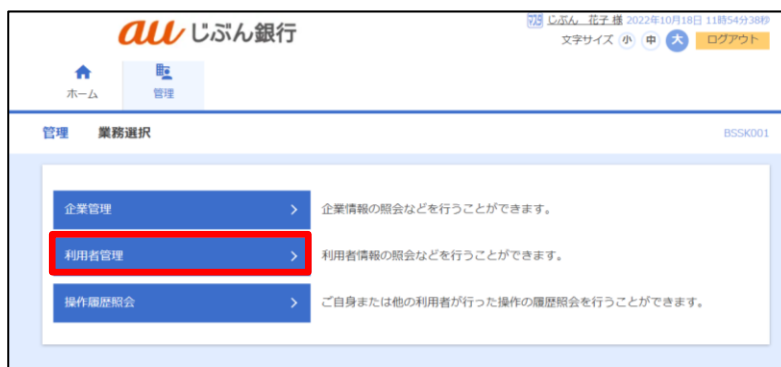 au じぶん銀行
じぶん 花子 様 2022年10月18日 11時54分38秒
文字サイズ 小 中 大 ログアウト
ホーム 管理
管理 業務選択 BSSK001
企業管理 企業情報の照会などを行うことができます。
利用者管理 利用者情報の照会などを行うことができます。
操作履歴照会 ご自身または他の利用者が行った操作の履歴照会を行うことができます。